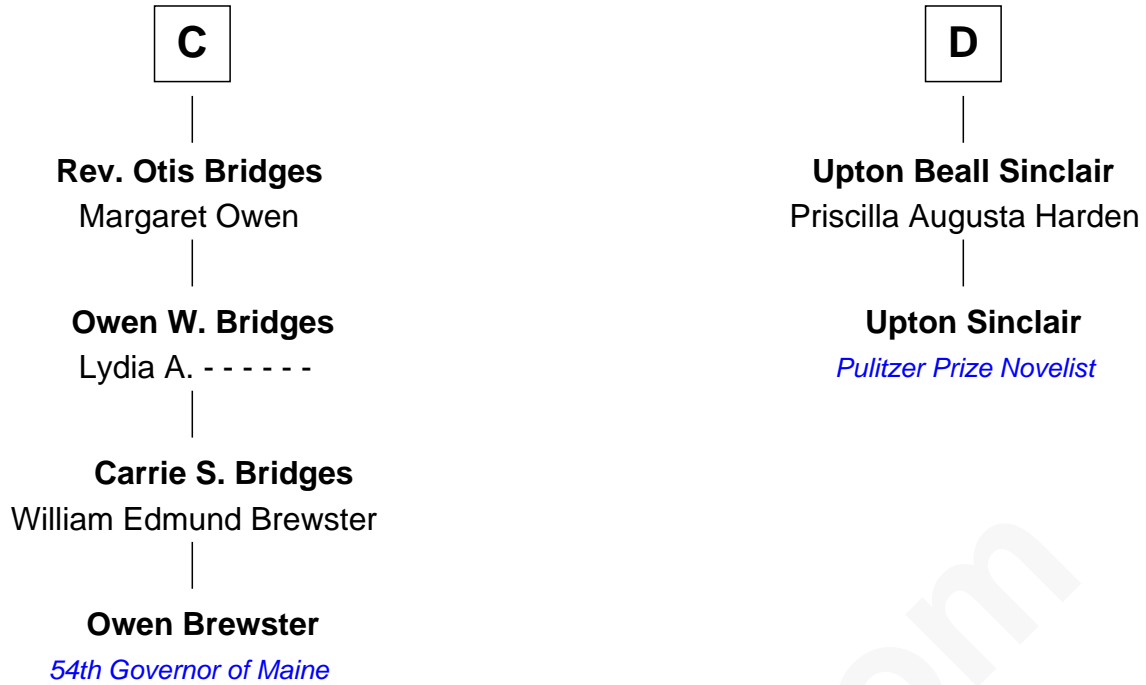 C
Rev. Otis Bridges
Margaret Owen
Owen W. Bridges
Lydia A. - - - - - -
Carrie S. Bridges
William Edmund Brewster
Owen Brewster
54th Governor of Maine
D
Upton Beall Sinclair
Priscilla Augusta Harden
Upton Sinclair
Pulitzer Prize Novelist
om